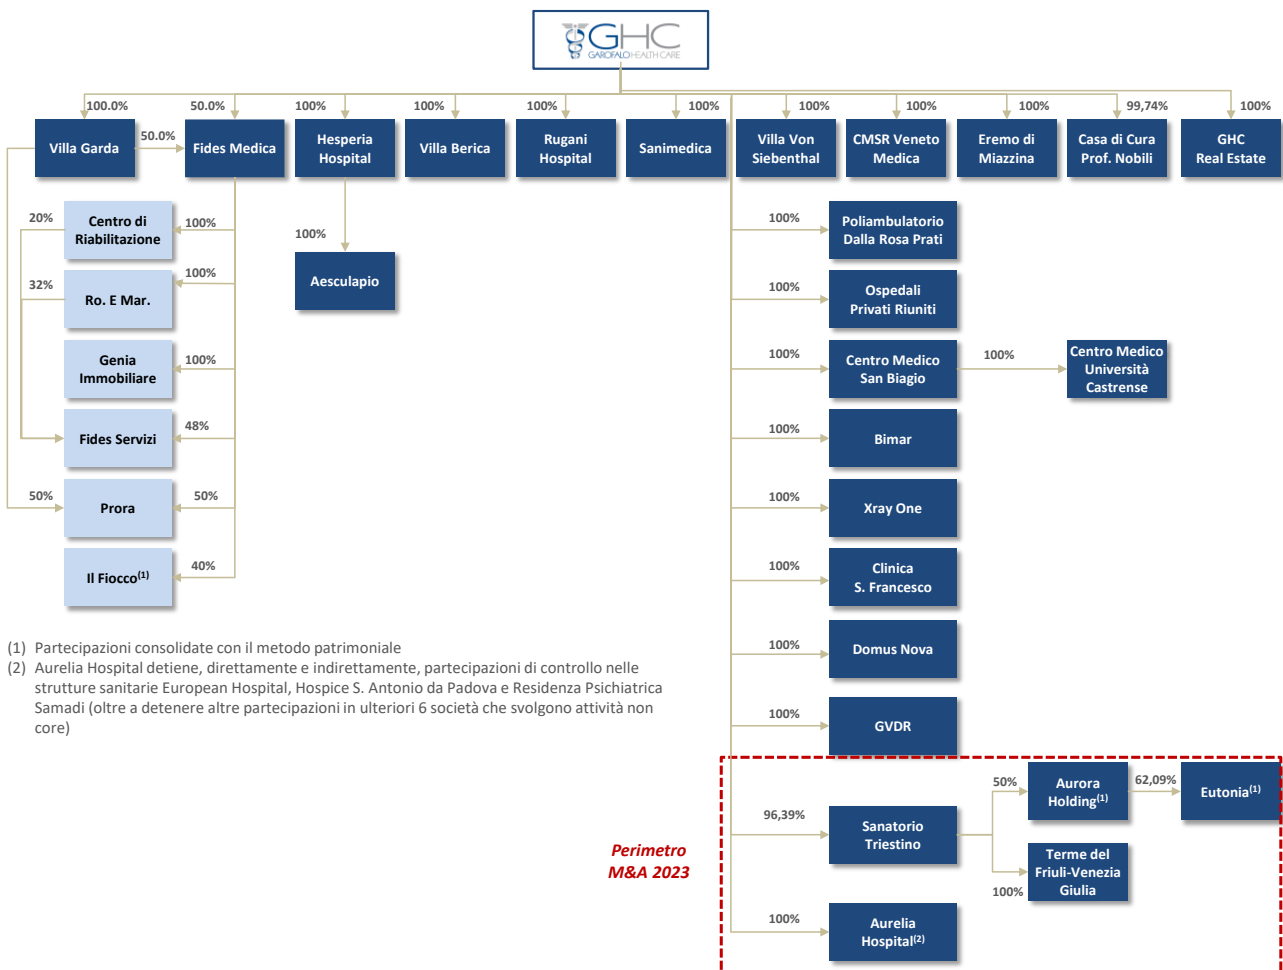 GHC
GAROFALO HEALTH CARE
100.0%
50.0%
100%
100%
100%
100%
100%
100%
100%
99,74%
100%
Villa Garda
50.0%
Fides Medica
Hesperia
Hospital
Villa Berica
Rugani
Hospital
Sanimedica
Villa Von
Siebenthal
CMSR Veneto
Medica
Eremo di
Miazzina
Casa di Cura
Prof. Nobili
GHC
Real Estate
20%
Centro di
Riabilitazione
100%
100%
Aesculapio
100%
Poliambulatorio
Dalla Rosa Prati
32%
Ro. E Mar.
100%
100%
Ospedali
Privati Riuniti
Genia
Immobiliare
100%
100%
Centro Medico
San Biagio
100%
Centro Medico
Università
Castrense
Fides Servizi
48%
100%
Bimar
50%
Prora
50%
100%
Xray One
Il Fiocco(1)
40%
100%
Clinica
S. Francesco
(1) Partecipazioni consolidate con il metodo patrimoniale
(2) Aurelia Hospital detiene, direttamente e indirettamente, partecipazioni di controllo nelle
strutture sanitarie European Hospital, Hospice S. Antonio da Padova e Residenza Psichiatrica
Samadi (oltre a detenere altre partecipazioni in ulteriori 6 società che svolgono attività non
core)
100%
Domus Nova
100%
GVDR
Perimetro
M&A 2023
96,39%
Sanatorio
Triestino
50%
Aurora
Holding(1)
62,09%
Eutonia(1)
100%
Terme del
Friuli-Venezia
Giulia
100%
Aurelia
Hospital(2)